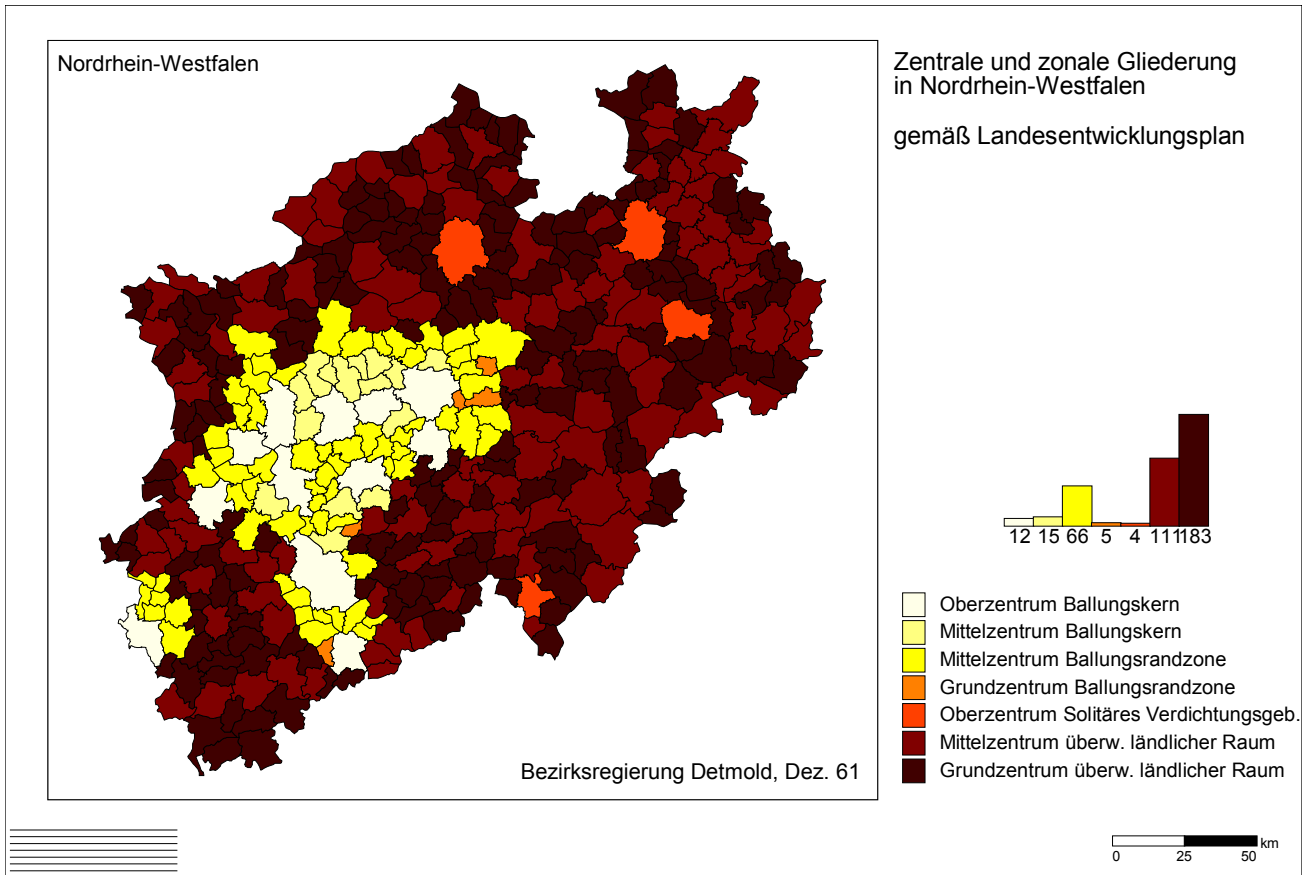 Nordrhein-Westfalen
Zentrale und zonale Gliederung
in Nordrhein-Westfalen
gemäß Landesentwicklungsplan
12 15 66 5 4 111 183
Oberzentrum Ballungskern
Mittelzentrum Ballungskern
Mittelzentrum Ballungsrandzone
Grundzentrum Ballungsrandzone
Oberzentrum Solitäres Verdichtungsgeb.
Mittelzentrum überw. ländlicher Raum
Grundzentrum überw. ländlicher Raum
Bezirksregierung Detmold, Dez. 61
km
0 25 50